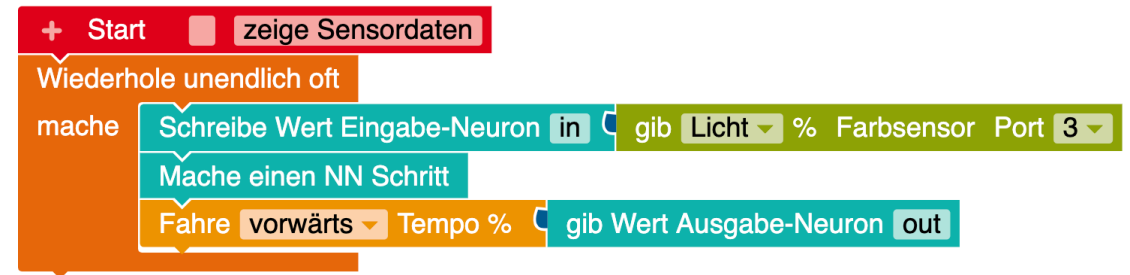 + Start zeige Sensordaten
Wiederhole unendlich oft
mache Schreibe Wert Eingabe-Neuron in gib Licht % Farbsensor Port 3
Mache einen NN Schritt
Fahre vorwärts Tempo % gib Wert Ausgabe-Neuron out